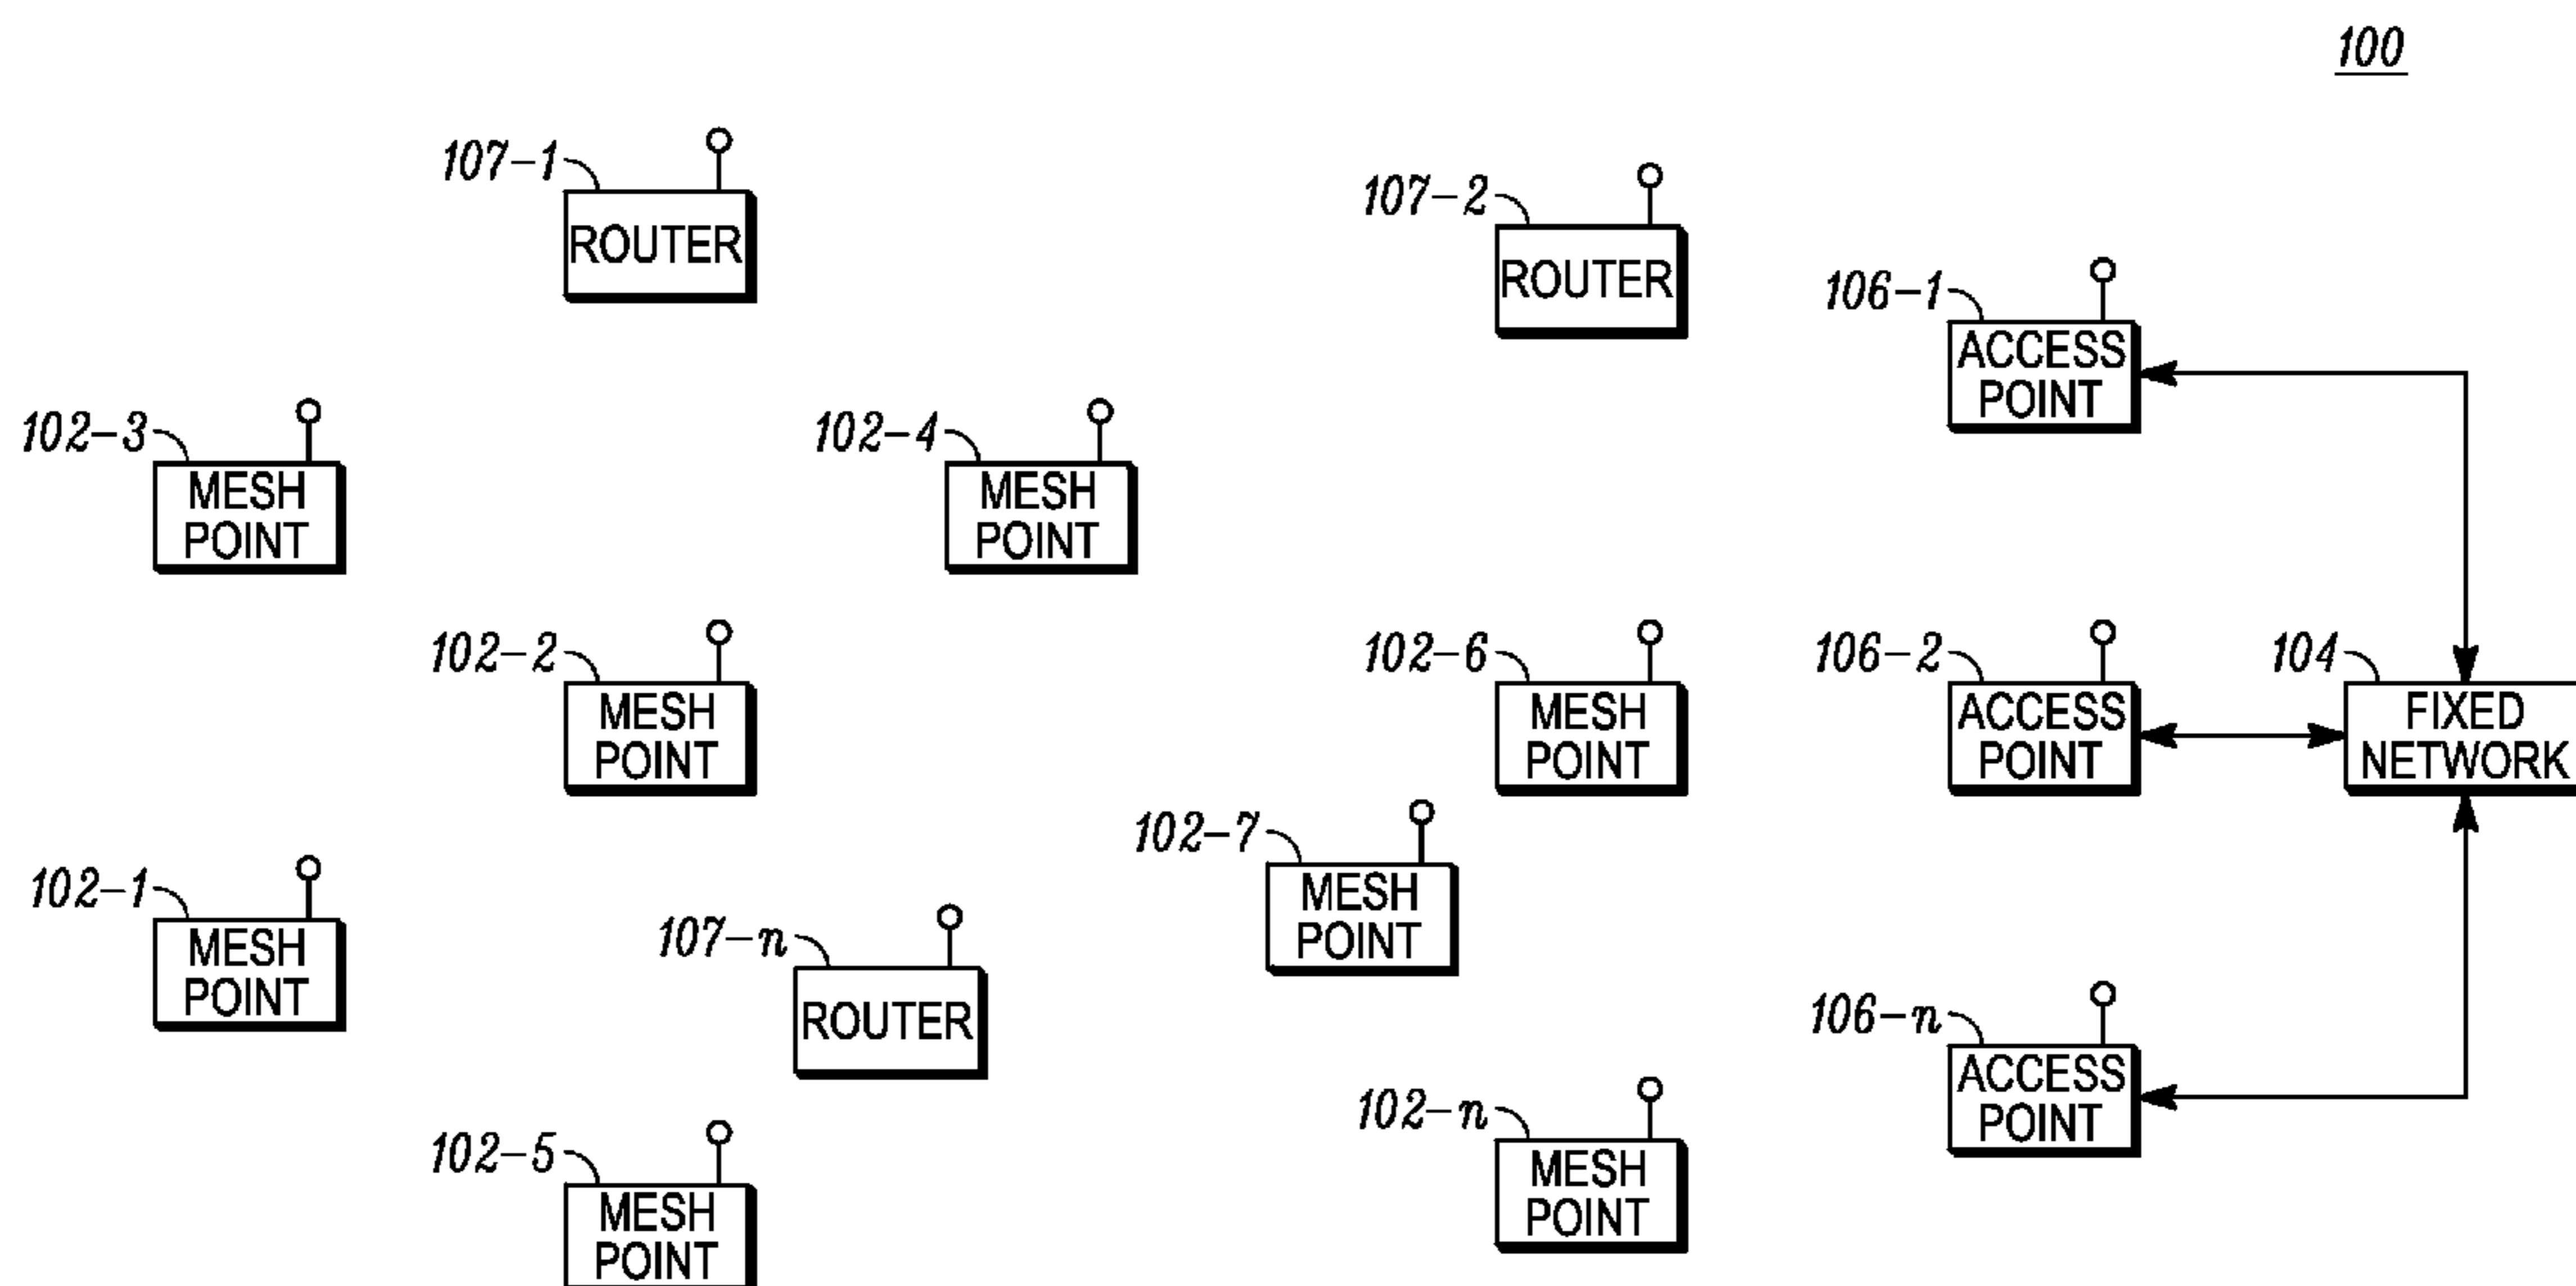 100
107-1
ROUTER
107-2
ROUTER
106-1
ACCESS
POINT
102-3
MESH
POINT
102-4
MESH
POINT
102-2
MESH
POINT
102-6
MESH
POINT
106-2
ACCESS
POINT
104
FIXED
NETWORK
102-7
MESH
POINT
102-1
MESH
POINT
107-n
ROUTER
106-n
ACCESS
POINT
102-n
MESH
POINT
102-5
MESH
POINT